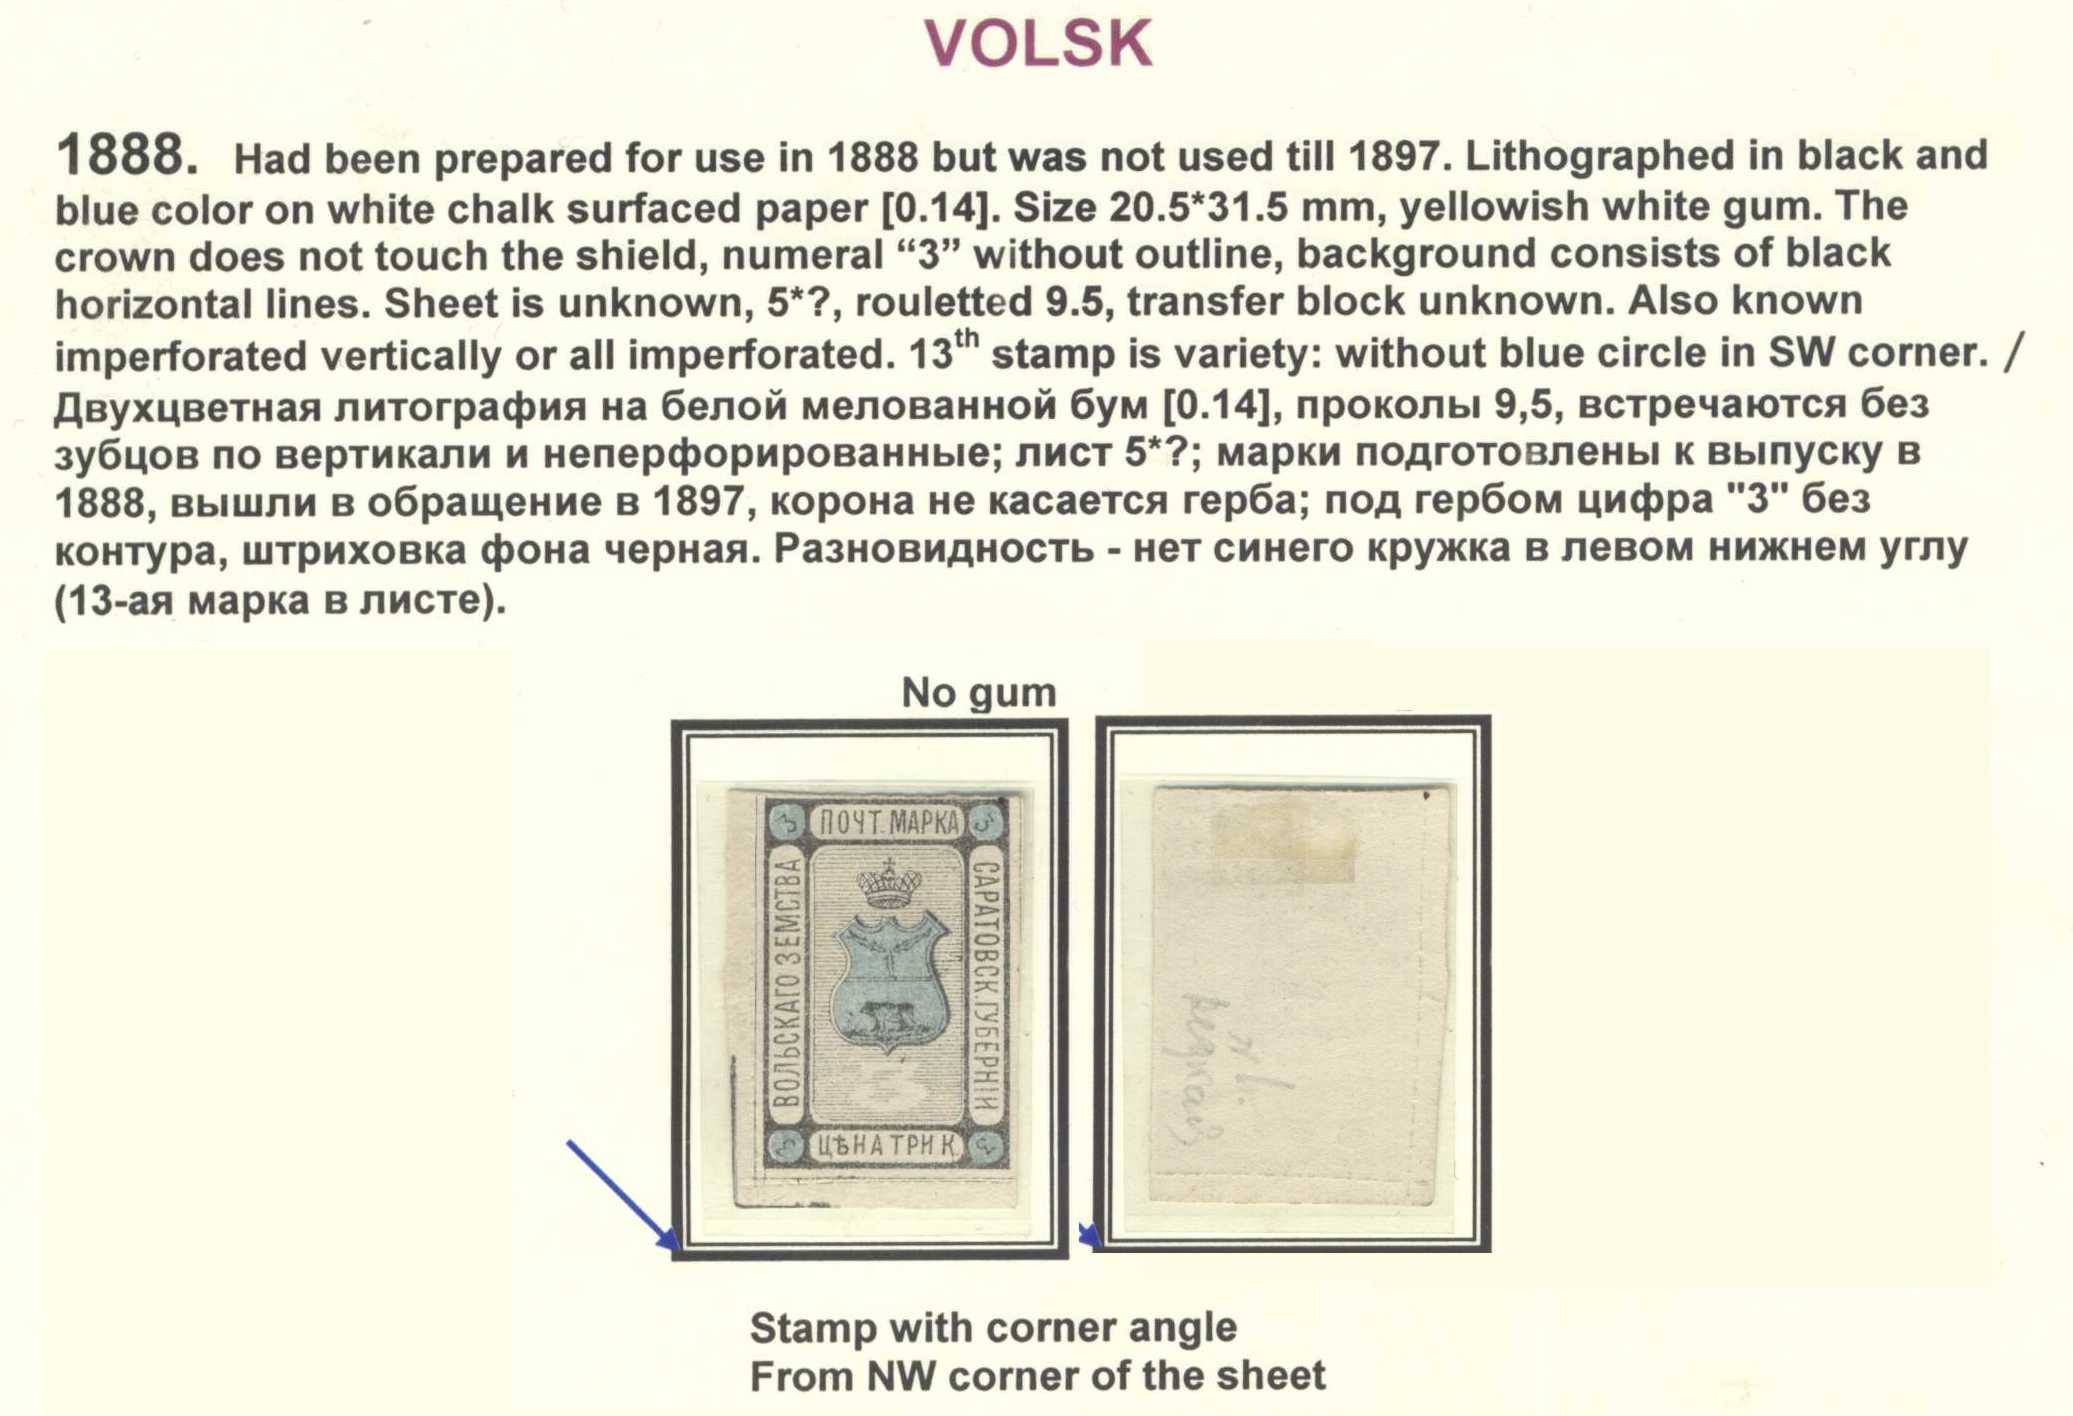 VOLSK
1888. Had been prepared for use in 1888 but was not used till 1897. Lithographed in black and
blue color on white chalk surfaced paper [0.14]. Size 20.5*31.5 mm, yellowish white gum. The
crown does not touch the shield, numeral “3” without outline, background consists of black
horizontal lines. Sheet is unknown, 5*?, rouletted 9.5, transfer block unknown. Also known
imperforated vertically or all imperforated. 13th stamp is variety: without blue circle in SW corner. /
Двухцветная литография на белой мелованной бум [0.14], проколы 9,5, встречаются без
зубцов по вертикали и неперфорированные; лист 5*?; марки подготовлены к выпуску в
1888, вышли в обращение в 1897, корона не касается герба; под гербом цифра "3" без
контура, штриховка фона черная. Разновидность - нет синего кружка в левом нижнем углу
(13-ая марка в листе).
No gum
3 ПОЧТ. МАРКА 3
ВОЛЬСКАГО ЗЕМСТВА
САРАТОВСК. ГУБЕРНІИ
3
3 ЦѢНА ТРИ К. 3
Stamp with corner angle
From NW corner of the sheet